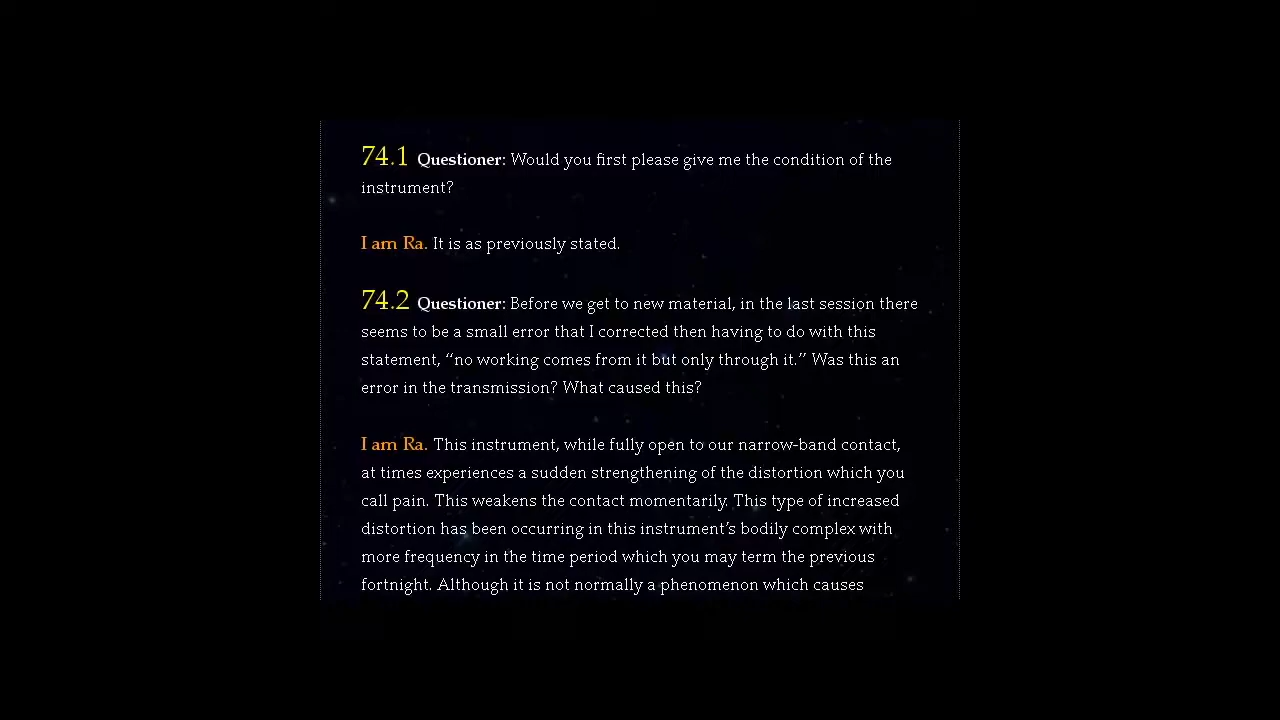 74.1 Questioner: Would you first please give me the condition of the
instrument?
I am Ra. It is as previously stated.
74.2 Questioner: Before we get to new material, in the last session there
seems to be a small error that I corrected then having to do with this
statement, “no working comes from it but only through it.” Was this an
error in the transmission? What caused this?
I am Ra. This instrument, while fully open to our narrow-band contact,
at times experiences a sudden strengthening of the distortion which you
call pain. This weakens the contact momentarily. This type of increased
distortion has been occurring in this instrument’s bodily complex with
more frequency in the time period which you may term the previous
fortnight. Although it is not normally a phenomenon which causes